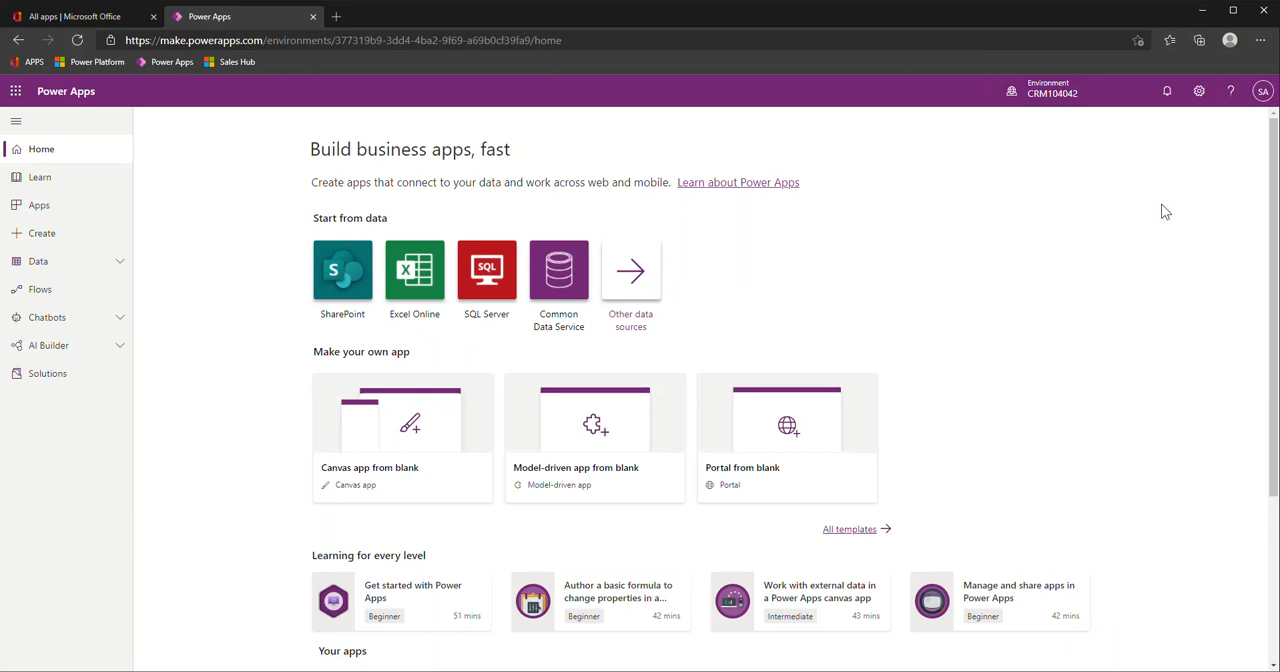 All apps | Microsoft Office
Power Apps
https://make.powerapps.com/environments/377319b9-3dd4-4ba2-9f69-a69b0cf39fa9/home
APPS
Power Platform
Power Apps
Sales Hub
Power Apps
Environment
CRM104042
?
SA
Home
Learn
Apps
Create
Data
Flows
Chatbots
AI Builder
Solutions
Build business apps, fast
Create apps that connect to your data and work across web and mobile. Learn about Power Apps
Start from data
S
X
SQL
SharePoint
Excel Online
SQL Server
Common
Data Service
Other data
sources
Make your own app
Canvas app from blank
Canvas app
Model-driven app from blank
Model-driven app
Portal from blank
Portal
All templates
Learning for every level
Get started with Power
Apps
Beginner
51 mins
Author a basic formula to
change properties in a...
Beginner
42 mins
Work with external data in
a Power Apps canvas app
Intermediate
43 mins
Manage and share apps in
Power Apps
Beginner
42 mins
Your apps